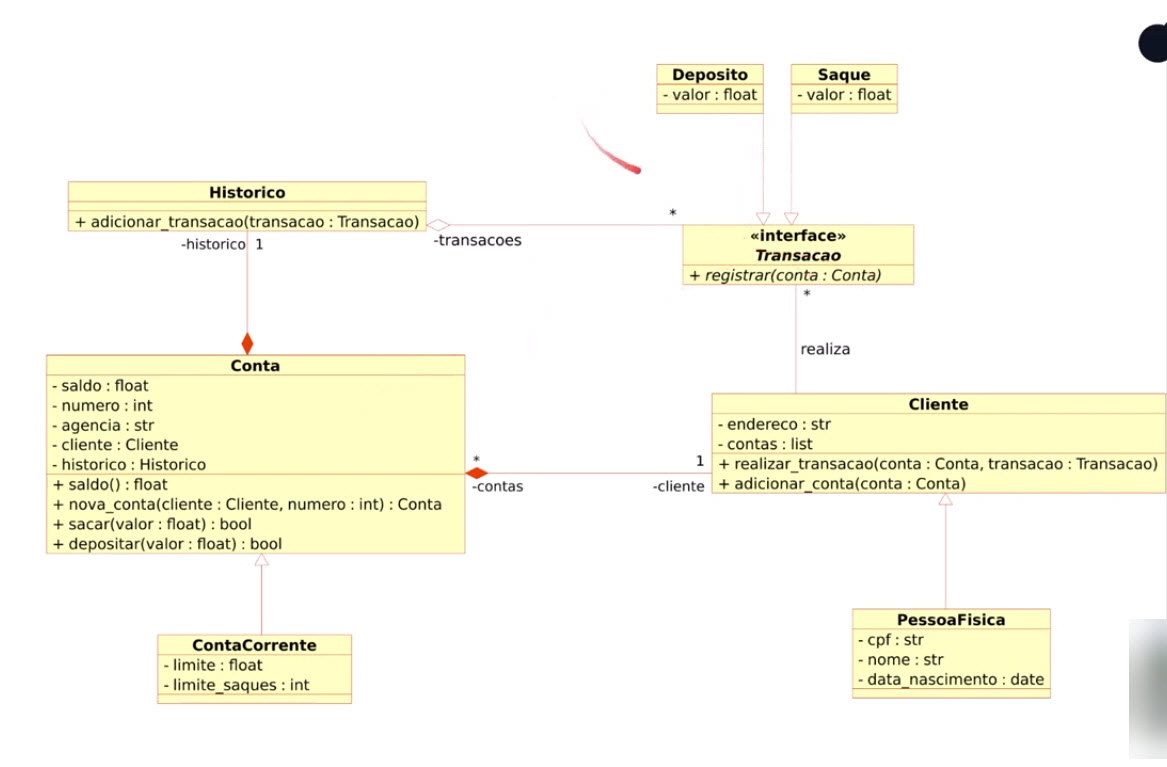 Deposito
- valor : float
Saque
- valor : float
Historico
+ adicionar_transacao(transacao : Transacao)
-historico 1
-transacoes
*
«interface»
Transacao
+ registrar(conta : Conta)
*
realiza
Conta
- saldo : float
- numero : int
- agencia : str
- cliente : Cliente
- historico : Historico
+ saldo() : float
+ nova_conta(cliente : Cliente, numero : int) : Conta
+ sacar(valor : float) : bool
+ depositar(valor : float) : bool
*
-contas
1
-cliente
Cliente
- endereco : str
- contas : list
+ realizar_transacao(conta : Conta, transacao : Transacao)
+ adicionar_conta(conta : Conta)
ContaCorrente
- limite : float
- limite_saques : int
PessoaFisica
- cpf : str
- nome : str
- data_nascimento : date